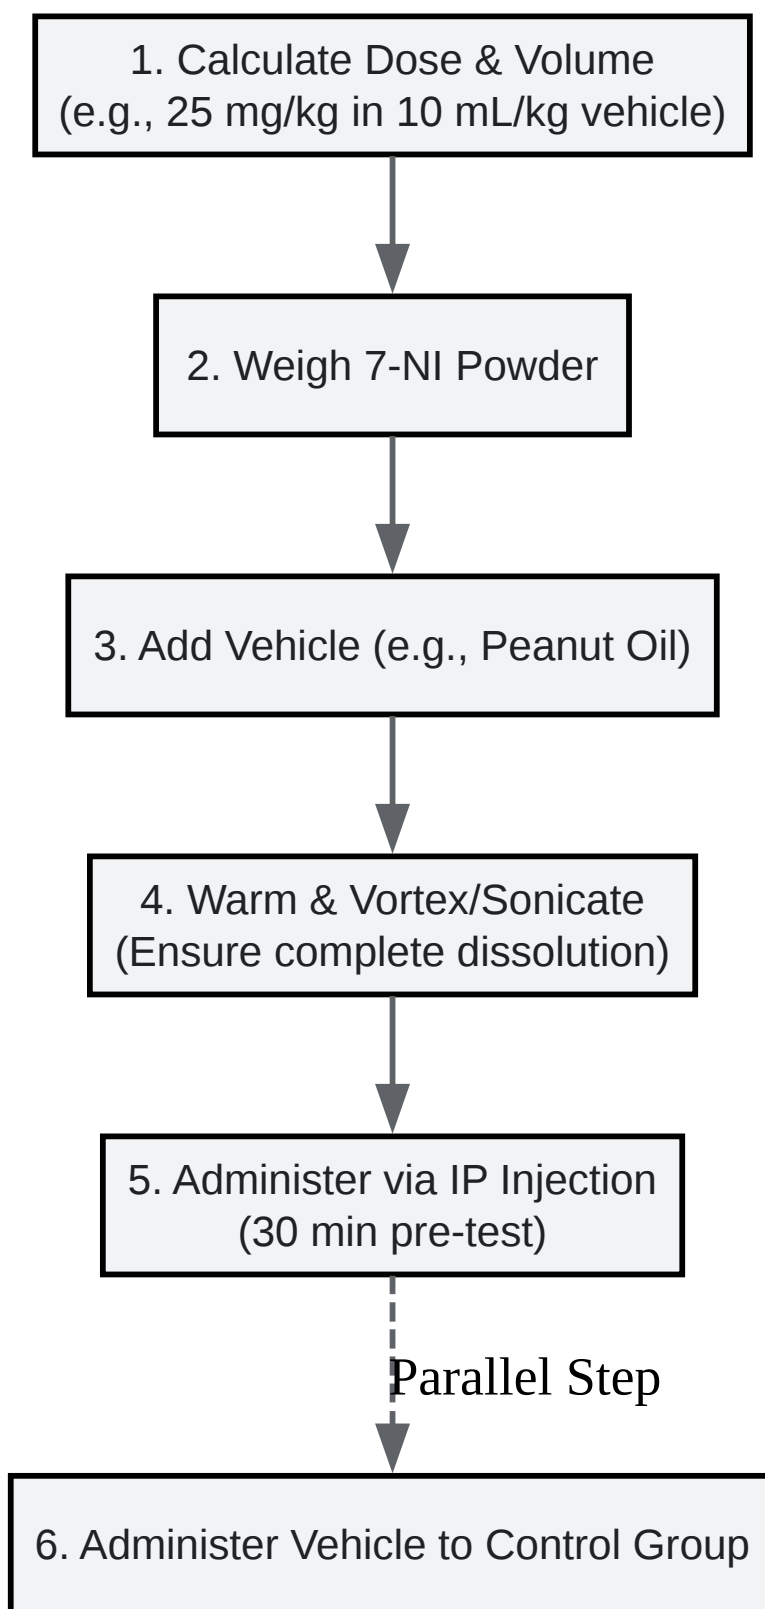 1. Calculate Dose & Volume
(e.g., 25 mg/kg in 10 mL/kg vehicle)
2. Weigh 7-NI Powder
3. Add Vehicle (e.g., Peanut Oil)
4. Warm & Vortex/Sonicate
(Ensure complete dissolution)
5. Administer via IP Injection
(30 min pre-test)
Parallel Step
6. Administer Vehicle to Control Group